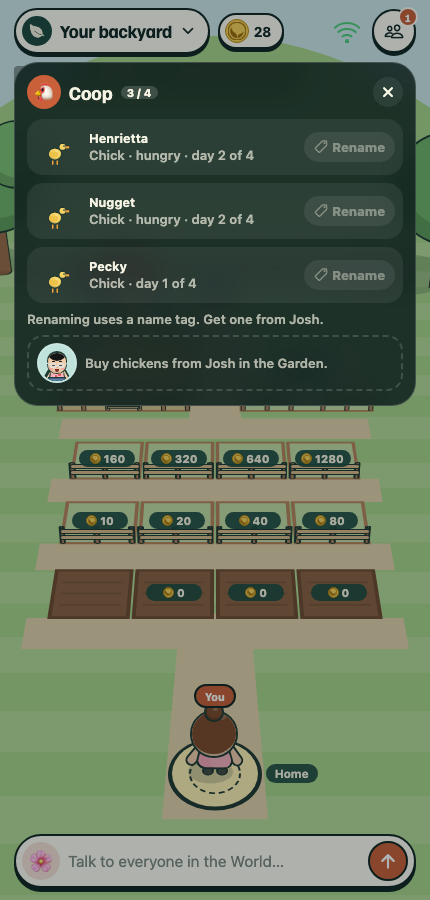 Your backyard
28
1
Coop 3 / 4
Henrietta
Chick · hungry · day 2 of 4
Rename
Nugget
Chick · hungry · day 2 of 4
Rename
Pecky
Chick · day 1 of 4
Rename
Renaming uses a name tag. Get one from Josh.
Buy chickens from Josh in the Garden.
160 320 640 1280
10 20 40 80
0 0 0
You
Home
Talk to everyone in the World...